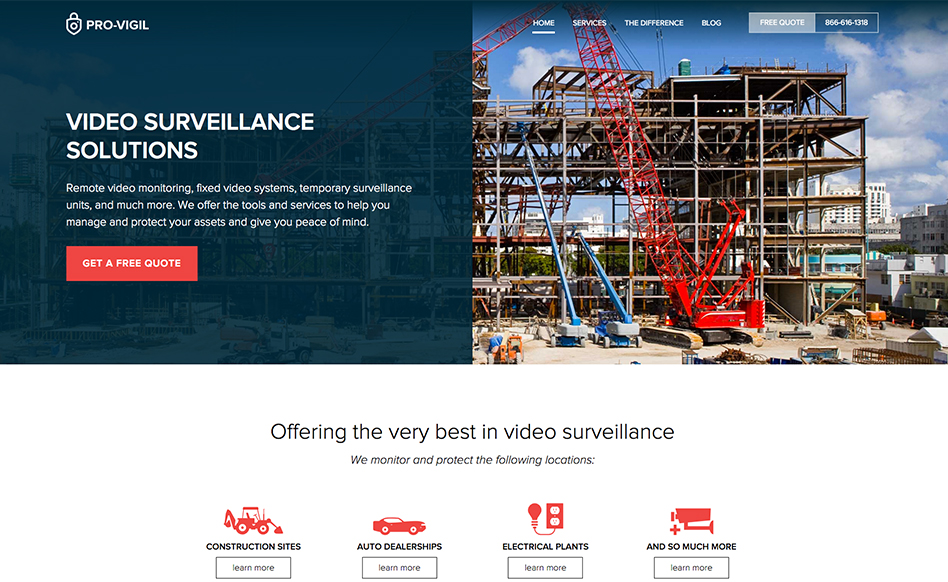 PRO-VIGIL
HOME SERVICES THE DIFFERENCE BLOG FREE QUOTE 866-616-1318
VIDEO SURVEILLANCE
SOLUTIONS
Remote video monitoring, fixed video systems, temporary surveillance
units, and much more. We offer the tools and services to help you
manage and protect your assets and give you peace of mind.
GET A FREE QUOTE
Offering the very best in video surveillance
We monitor and protect the following locations:
CONSTRUCTION SITES AUTO DEALERSHIPS ELECTRICAL PLANTS AND SO MUCH MORE
learn more learn more learn more learn more